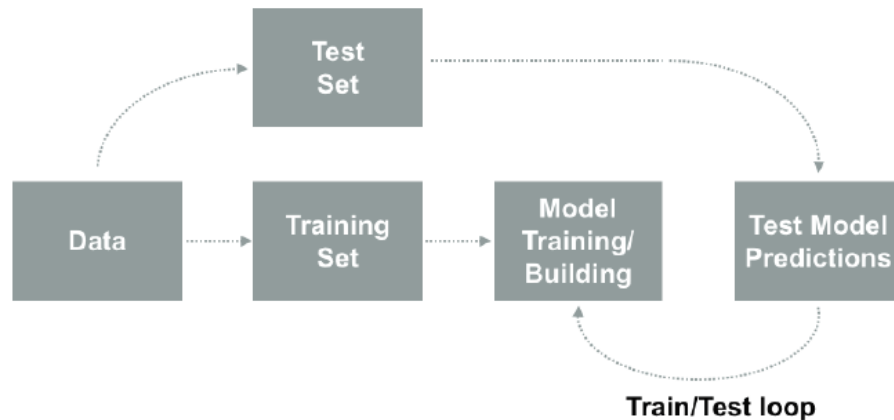 Test
Set
Data
Training
Set
Model
Training/
Building
Test Model
Predictions
Train/Test loop